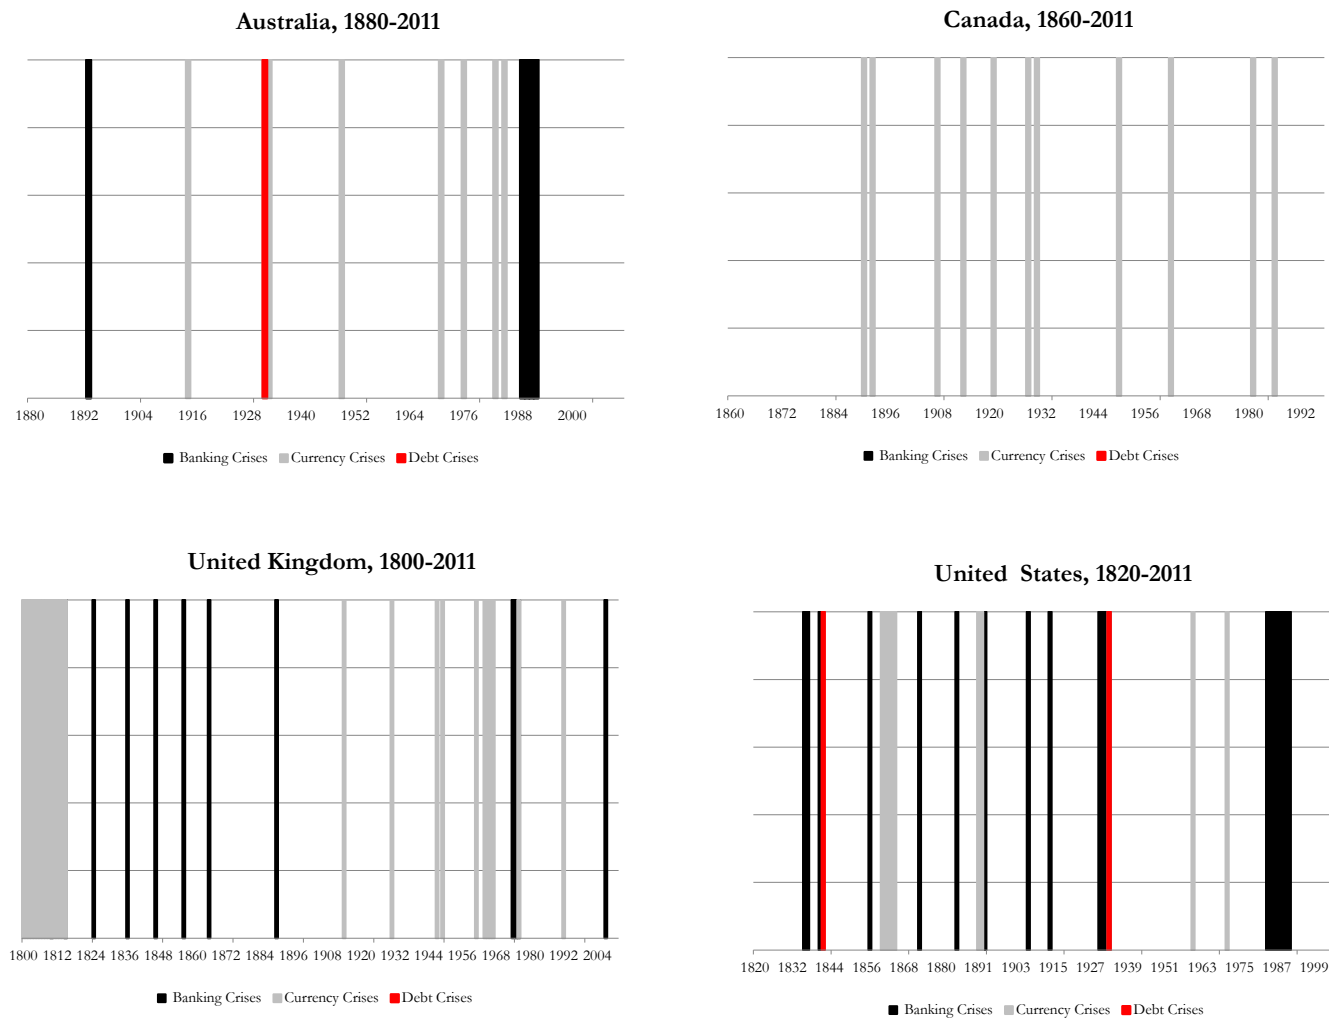 Australia, 1880-2011
1880 1892 1904 1916 1928 1940 1952 1964 1976 1988 2000
Banking Crises Currency Crises Debt Crises
Canada, 1860-2011
1860 1872 1884 1896 1908 1920 1932 1944 1956 1968 1980 1992
Banking Crises Currency Crises Debt Crises
United Kingdom, 1800-2011
1800 1812 1824 1836 1848 1860 1872 1884 1896 1908 1920 1932 1944 1956 1968 1980 1992 2004
Banking Crises Currency Crises Debt Crises
United States, 1820-2011
1820 1832 1844 1856 1868 1880 1891 1903 1915 1927 1939 1951 1963 1975 1987 1999
Banking Crises Currency Crises Debt Crises